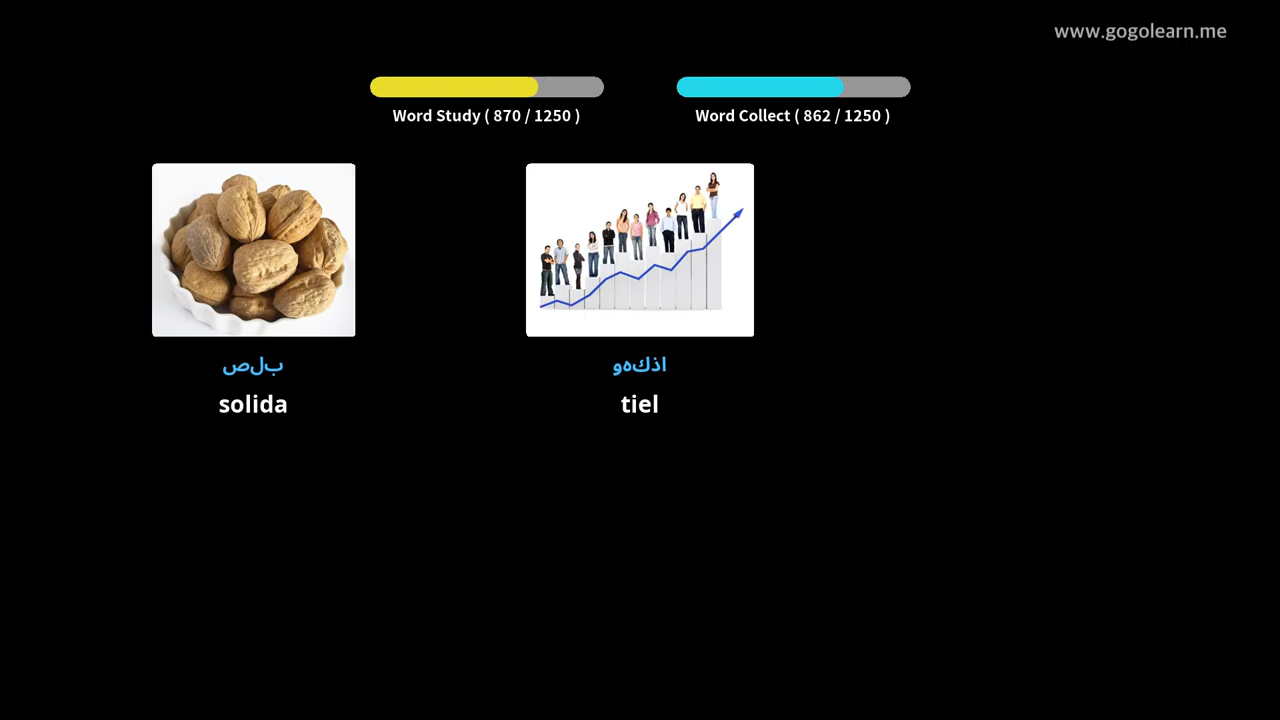 www.gogolearn.me
Word Study ( 870 / 1250 )
Word Collect ( 862 / 1250 )
بلص
اذكهو
solida
tiel